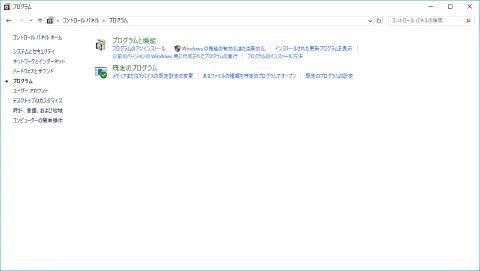 プログラム
コントロール パネル > プログラム
コントロール パネルの検索
コントロール パネル ホーム
システムとセキュリティ
ネットワークとインターネット
ハードウェアとサウンド
プログラム
ユーザー アカウント
デスクトップのカスタマイズ
時計、言語、および地域
コンピューターの簡単操作
プログラムと機能
プログラムのアンインストール | Windows の機能の有効化または無効化 | インストールされた更新プログラムを表示
以前のバージョンの Windows 用に作成されたプログラムの実行 | プログラムのインストール方法
既定のプログラム
メディアまたはデバイスの既定設定の変更 | あるファイルの種類を特定のプログラムでオープン | 既定のプログラムの設定